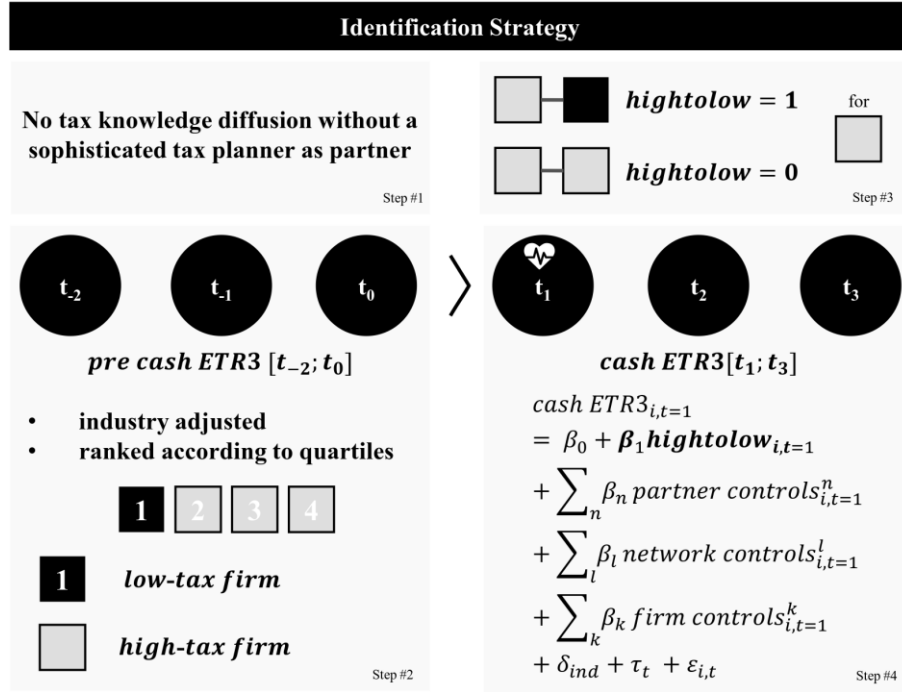 Identification Strategy
No tax knowledge diffusion without a
sophisticated tax planner as partner
Step #1
t₋₂
t₋₁
t₀
pre cash ETR3 [t₋₂; t₀]
• industry adjusted
• ranked according to quartiles
1 2 3 4
1 low-tax firm
high-tax firm
Step #2
hightolow = 1
for
hightolow = 0
Step #3
t₁
t₂
t₃
cash ETR3[t₁; t₃]
cash ETR3ᵢ,ₜ₌₁
= β₀ + β₁hightolowᵢ,ₜ₌₁
+ ∑ₙ βₙ partner controlsⁿᵢ,ₜ₌₁
+ ∑ₗ βₗ network controlsˡᵢ,ₜ₌₁
+ ∑ₖ βₖ firm controlsᵏᵢ,ₜ₌₁
+ δ_ind + τₜ + εᵢ,ₜ
Step #4